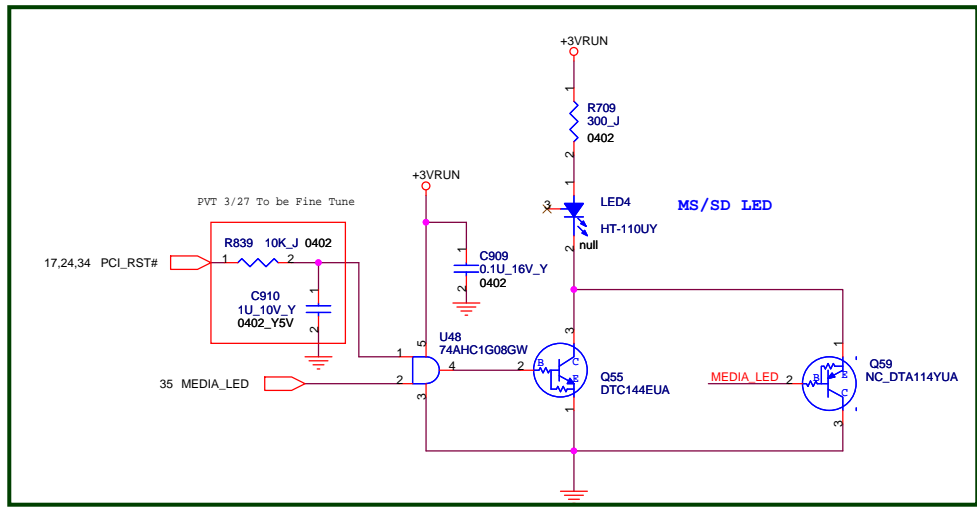 +3VRUN
1
R709
300_J
0402
2
+3VRUN
1
3
LED4
MS/SD LED
HT-110UY
null
2
PVT 3/27 To be Fine Tune
R839 10K_J 0402
17,24,34 PCI_RST#
1
2
1
C909
0.1U_16V_Y
0402
2
C910
1U_10V_Y
0402_Y5V
1
2
U48
74AHC1G08GW
5
1
4
2
3
35 MEDIA_LED
3
2
B
C
E
1
Q55
DTC144EUA
MEDIA_LED
2
1
B
E
C
3
Q59
NC_DTA114YUA